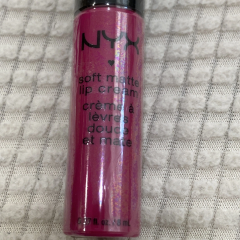 NYX
soft matte
lip cream
crème à
lèvres
douce
et mate